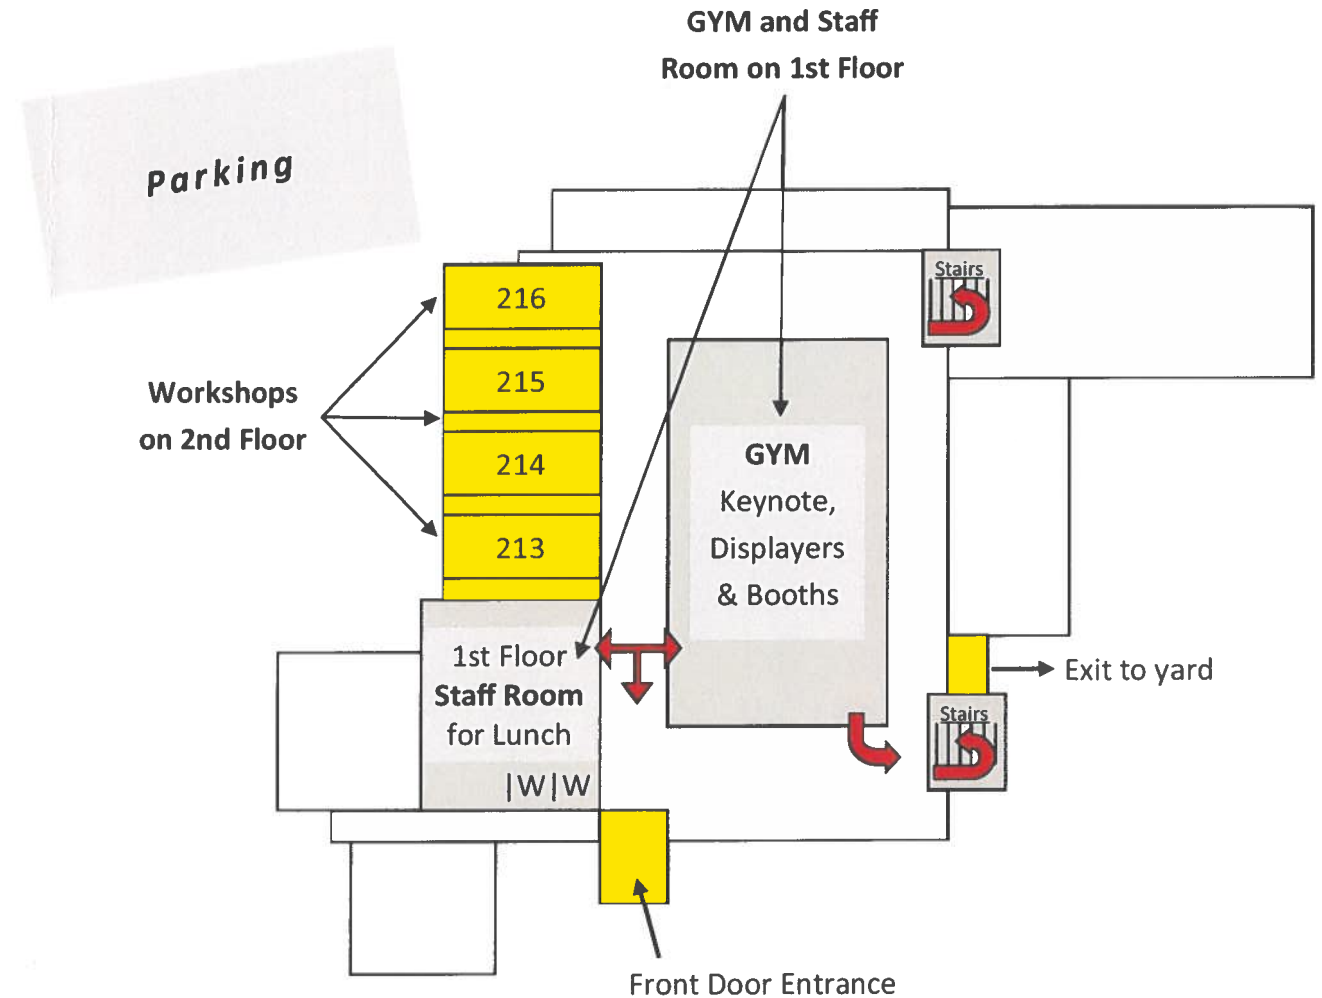 GYM and Staff
Room on 1st Floor
Parking
Stairs
216
215
Workshops
on 2nd Floor
214
213
GYM
Keynote,
Displayers
& Booths
1st Floor
Staff Room
for Lunch
|W|W
Exit to yard
Stairs
Front Door Entrance